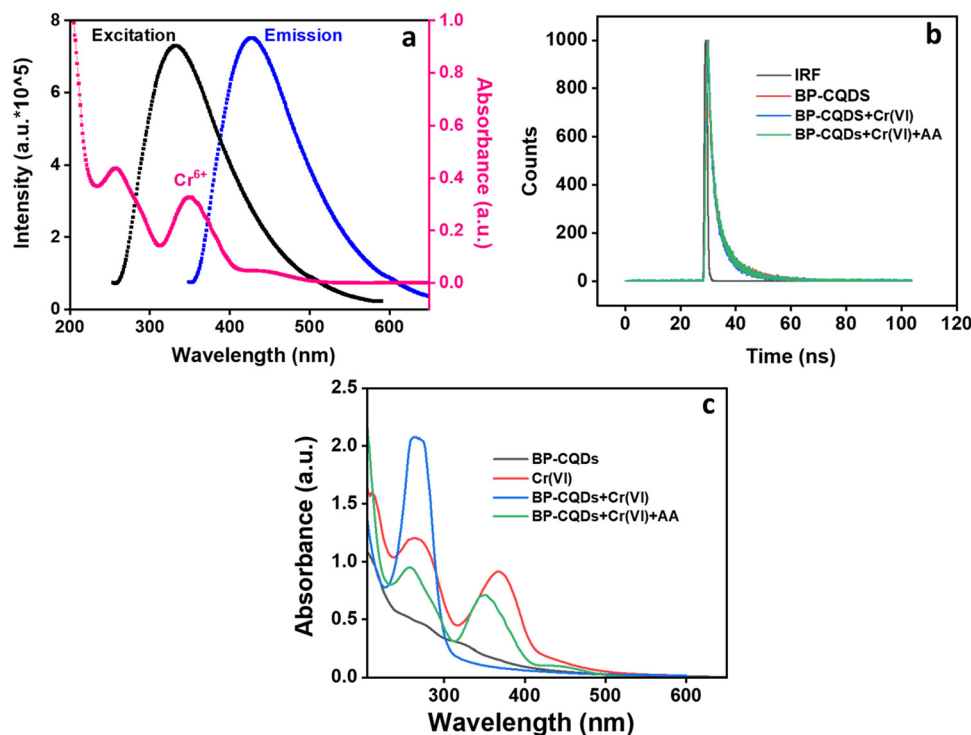 a
Excitation
Emission
Cr6+
8
6
4
2
0
Intensity (a.u.*10^5)
1.0
0.8
0.6
0.4
0.2
0.0
Absorbance (a.u.)
200 300 400 500 600
Wavelength (nm)
b
IRF
BP-CQDS
BP-CQDS+Cr(VI)
BP-CQDs+Cr(VI)+AA
1000
800
600
400
200
0
Counts
0 20 40 60 80 100 120
Time (ns)
c
BP-CQDs
Cr(VI)
BP-CQDs+Cr(VI)
BP-CQDs+Cr(VI)+AA
2.5
2.0
1.5
1.0
0.5
0.0
Absorbance (a.u.)
300 400 500 600
Wavelength (nm)